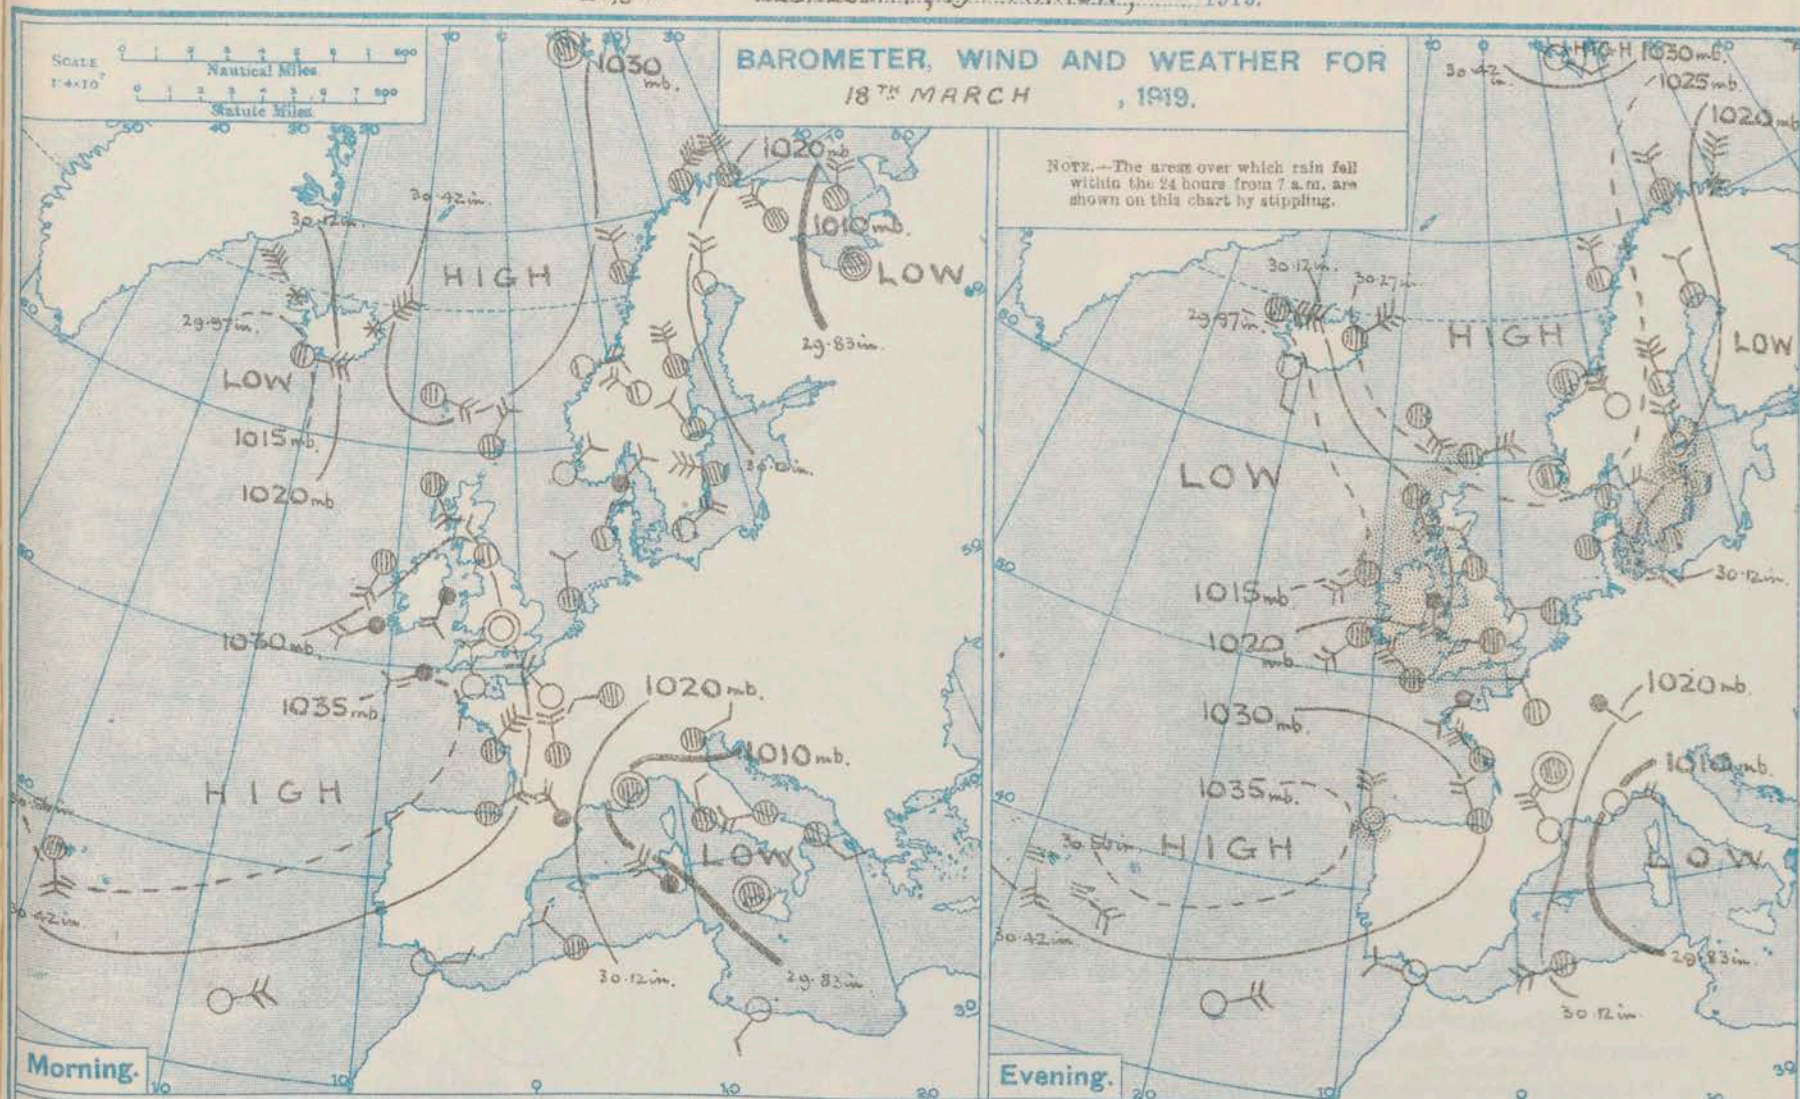 SCALE
Nautical Miles
Statute Miles
BAROMETER, WIND AND WEATHER FOR
18TH MARCH , 1919.
NOTE.—The areas over which rain fell
within the 24 hours from 7 a.m. are
shown on this chart by stippling.
1030 mb.
1020 mb
1010 mb.
LOW
29.83 in.
30.12 in.
30.42 in.
HIGH
29.97 in.
LOW
1015 mb.
1020 mb
30.12 in.
1030 mb.
1035 mb.
HIGH
30.42 in.
1020 mb.
1010 mb.
LOW
30.12 in.
29.83 in.
Morning.
HIGH 1030 mb.
30.42 in.
1025 mb.
1020 mb.
30.12 in.
30.27 in.
29.97 in.
HIGH
LOW
LOW
1015 mb
1020 mb
30.12 in.
1030 mb.
1020 mb.
1035 mb.
1010 mb.
30.56 in.
HIGH
LOW
30.42 in.
29.83 in.
30.12 in.
Evening.